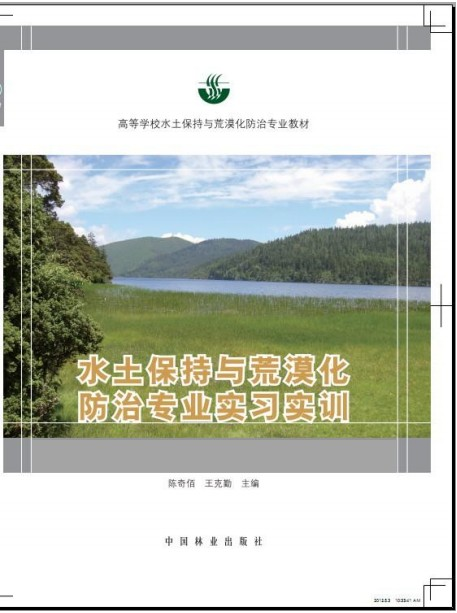 高等学校水土保持与荒漠化防治专业教材
水土保持与荒漠化
防治专业实习实训
陈奇伯 王克勤 主编
中国林业出版社